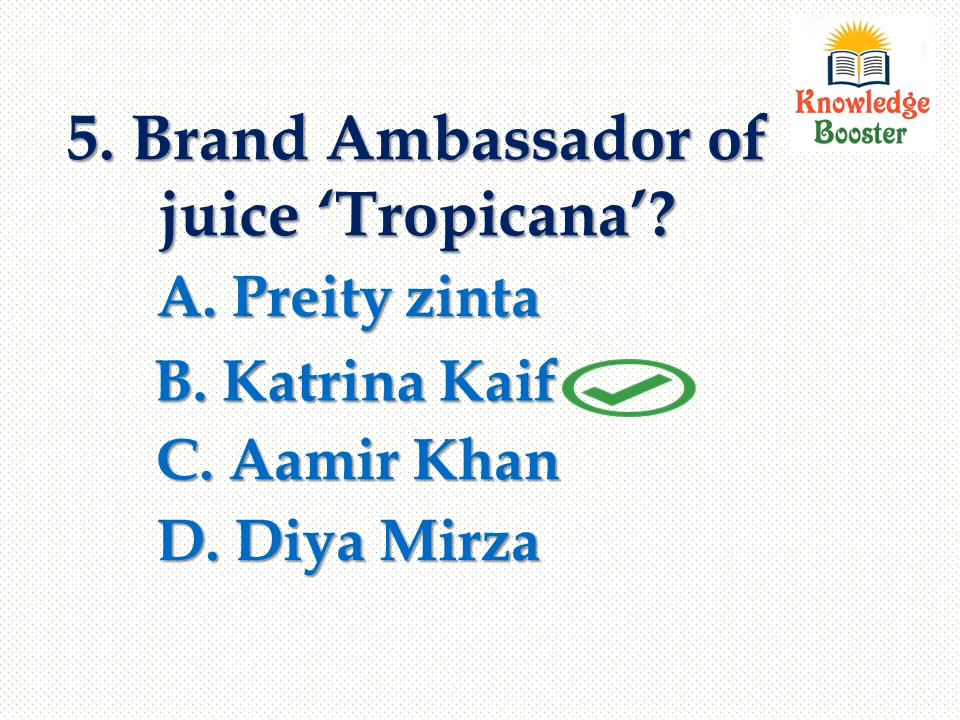 Knowledge
Booster
5. Brand Ambassador of
juice ‘Tropicana’?
A. Preity zinta
B. Katrina Kaif
C. Aamir Khan
D. Diya Mirza